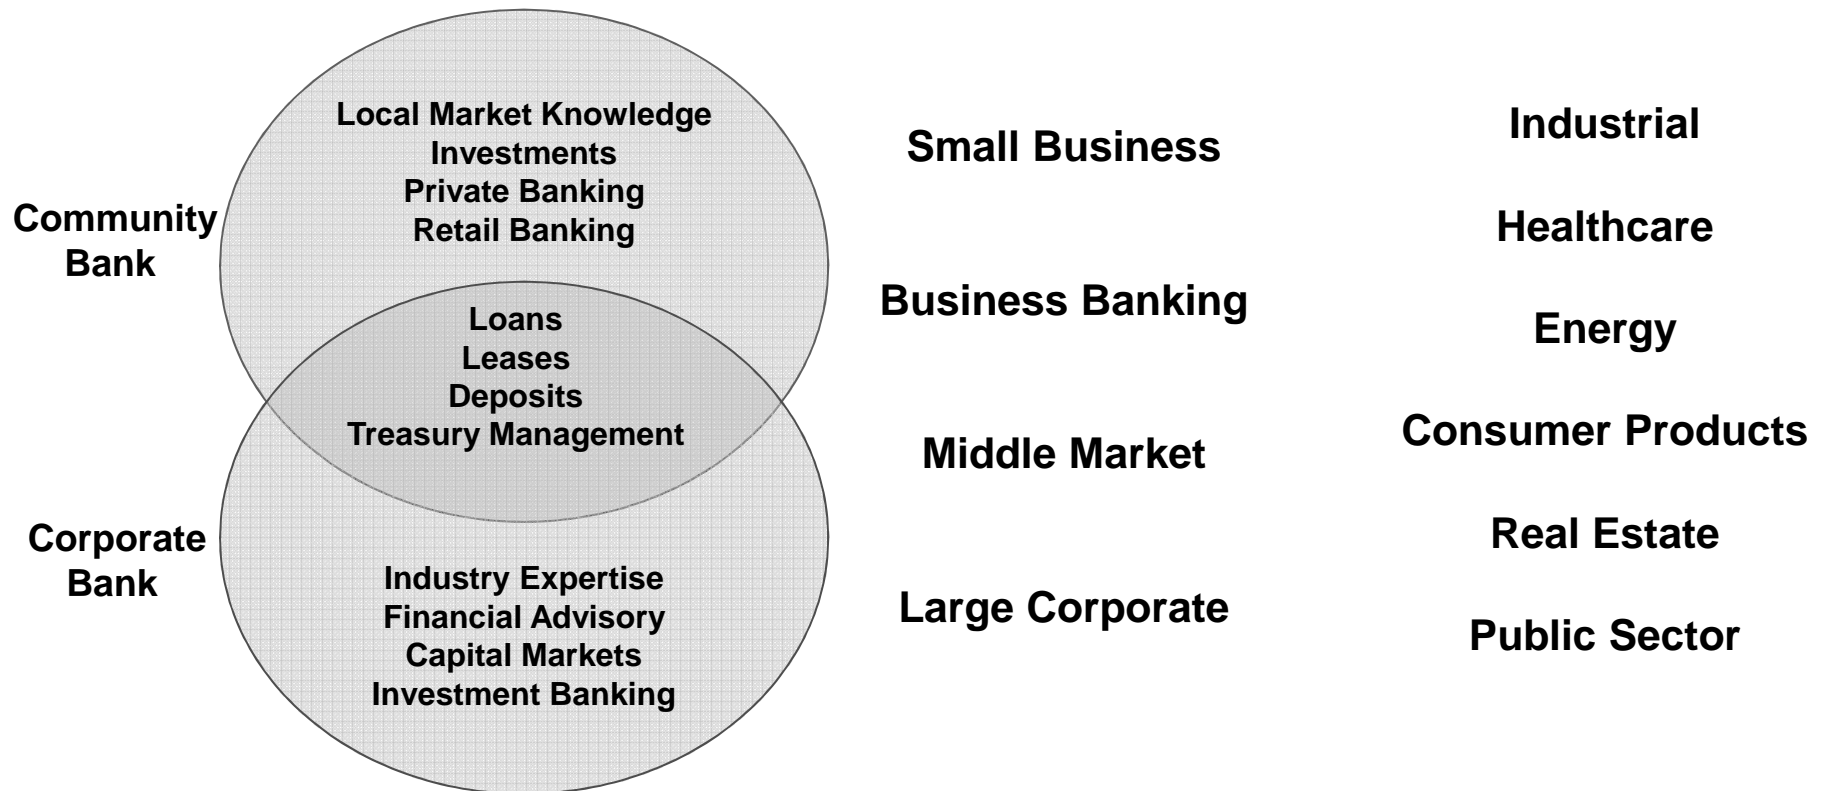 Community
Bank
Local Market Knowledge
Investments
Private Banking
Retail Banking
Loans
Leases
Deposits
Treasury Management
Corporate
Bank
Industry Expertise
Financial Advisory
Capital Markets
Investment Banking
Small Business
Business Banking
Middle Market
Large Corporate
Industrial
Healthcare
Energy
Consumer Products
Real Estate
Public Sector